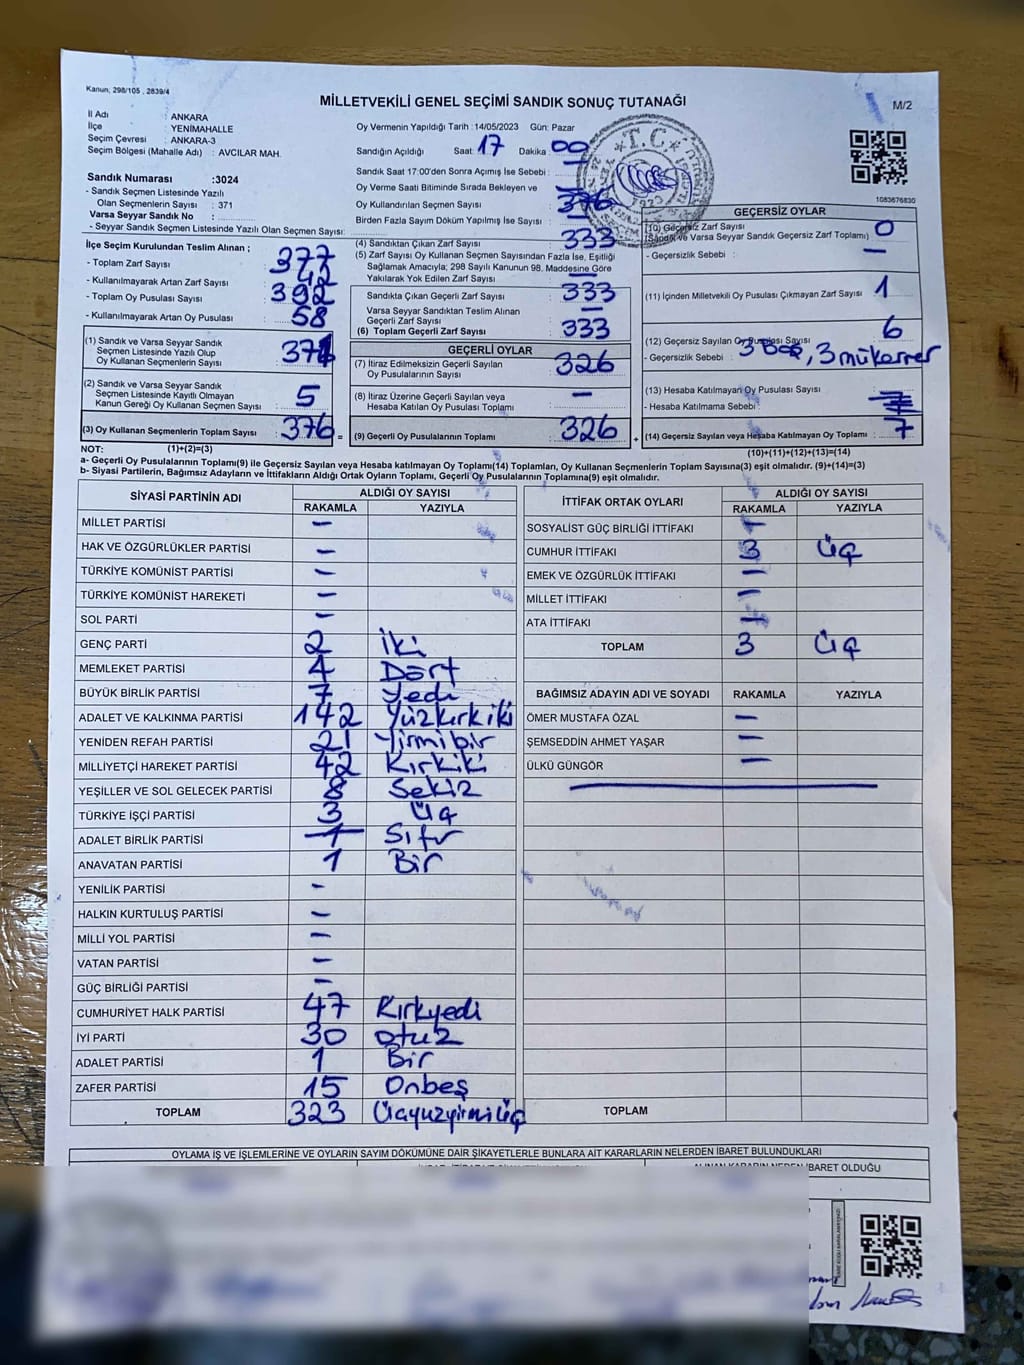 Kanun, 298/105 , 2839/4
MİLLETVEKİLİ GENEL SEÇİMİ SANDIK SONUÇ TUTANAĞI
M/2
İl Adı : ANKARA
İlçe : YENİMAHALLE
Seçim Çevresi : ANKARA-3
Seçim Bölgesi (Mahalle Adı) : AVCILAR MAH.
Sandık Numarası :3024
- Sandık Seçmen Listesinde Yazılı
Olan Seçmenlerin Sayısı : 371
Varsa Seyyar Sandık No :
- Seyyar Sandık Seçmen Listesinde Yazılı Olan Seçmen Sayısı:
Oy Vermenin Yapıldığı Tarih :14/05/2023 Gün: Pazar
Sandığın Açıldığı Saat: 17 Dakika 00
Sandık Saat 17:00'den Sonra Açımış İse Sebebi : —
Oy Verme Saati Bitiminde Sırada Bekleyen ve
Oy Kullandırılan Seçmen Sayısı : 376
Birden Fazla Sayım Döküm Yapılmış İse Sayısı : —
T.C.
1083676830
İlçe Seçim Kurulundan Teslim Alınan ;
- Toplam Zarf Sayısı : 377
- Kullanılmayarak Artan Zarf Sayısı : 42
- Toplam Oy Pusulası Sayısı : 392
- Kullanılmayarak Artan Oy Pusulası : 58
(1) Sandık ve Varsa Seyyar Sandık
Seçmen Listesinde Yazılı Olup
Oy Kullanan Seçmenlerin Sayısı : 371
(2) Sandık ve Varsa Seyyar Sandık
Seçmen Listesinde Kayıtlı Olmayan
Kanun Gereği Oy Kullanan Seçmen Sayısı : 5
(3) Oy Kullanan Seçmenlerin Toplam Sayısı : 376 =
(4) Sandıktan Çıkan Zarf Sayısı : 333
(5) Zarf Sayısı Oy Kullanan Seçmen Sayısından Fazla İse, Eşitliği
Sağlamak Amacıyla; 298 Sayılı Kanunun 98. Maddesine Göre
Yakılarak Yok Edilen Zarf Sayısı : —
Sandıkta Çıkan Geçerli Zarf Sayısı : 333
Varsa Seyyar Sandıktan Teslim Alınan
Geçerli Zarf Sayısı : —
(6) Toplam Geçerli Zarf Sayısı : 333
GEÇERLİ OYLAR
(7) İtiraz Edilmeksizin Geçerli Sayılan
Oy Pusulalarının Sayısı : 326
(8) İtiraz Üzerine Geçerli Sayılan veya
Hesaba Katılan Oy Pusulası Toplamı : —
(9) Geçerli Oy Pusulalarının Toplamı : 326 +
GEÇERSİZ OYLAR
(10) Geçersiz Zarf Sayısı : 0
(Sandık ve Varsa Seyyar Sandık Geçersiz Zarf Toplamı)
- Geçersizlik Sebebi : —
(11) İçinden Milletvekili Oy Pusulası Çıkmayan Zarf Sayısı : 1
(12) Geçersiz Sayılan Oy Pusulası Sayısı : 6
- Geçersizlik Sebebi : 3 Boş, 3 mükerrer
(13) Hesaba Katılmayan Oy Pusulası Sayısı : —
- Hesaba Katılmama Sebebi :
(14) Geçersiz Sayılan veya Hesaba Katılmayan Oy Toplamı : 7
NOT: (1)+(2)=(3) (10)+(11)+(12)+(13)=(14)
a- Geçerli Oy Pusulalarının Toplamı(9) ile Geçersiz Sayılan veya Hesaba katılmayan Oy Toplamı(14) Toplamları, Oy Kullanan Seçmenlerin Toplam Sayısına(3) eşit olmalıdır. (9)+(14)=(3)
b- Siyasi Partilerin, Bağımsız Adayların ve İttifakların Aldığı Ortak Oyların Toplamı, Geçerli Oy Pusulalarının Toplamına(9) eşit olmalıdır.
SİYASİ PARTİNİN ADI ALDIĞI OY SAYISI
RAKAMLA YAZIYLA
MİLLET PARTİSİ —
HAK VE ÖZGÜRLÜKLER PARTİSİ —
TÜRKİYE KOMÜNİST PARTİSİ —
TÜRKİYE KOMÜNİST HAREKETİ —
SOL PARTİ —
GENÇ PARTİ 2 İki
MEMLEKET PARTİSİ 4 Dört
BÜYÜK BİRLİK PARTİSİ 7 Yedi
ADALET VE KALKINMA PARTİSİ 142 Yüzkırkiki
YENİDEN REFAH PARTİSİ 21 Yirmibir
MİLLİYETÇİ HAREKET PARTİSİ 42 Kırkiki
YEŞİLLER VE SOL GELECEK PARTİSİ 8 Sekiz
TÜRKİYE İŞÇİ PARTİSİ 3 Üç
ADALET BİRLİK PARTİSİ 1 Sıfır
ANAVATAN PARTİSİ 1 Bir
YENİLİK PARTİSİ -
HALKIN KURTULUŞ PARTİSİ —
MİLLİ YOL PARTİSİ —
VATAN PARTİSİ —
GÜÇ BİRLİĞİ PARTİSİ —
CUMHURİYET HALK PARTİSİ 47 Kırkyedi
İYİ PARTİ 30 otuz
ADALET PARTİSİ 1 Bir
ZAFER PARTİSİ 15 Onbeş
TOPLAM 323 Üçyüzyirmiüç
İTTİFAK ORTAK OYLARI ALDIĞI OY SAYISI
RAKAMLA YAZIYLA
SOSYALİST GÜÇ BİRLİĞİ İTTİFAKI —
CUMHUR İTTİFAKI 3 Üç
EMEK VE ÖZGÜRLÜK İTTİFAKI —
MİLLET İTTİFAKI —
ATA İTTİFAKI —
TOPLAM 3 Üç
BAĞIMSIZ ADAYIN ADI VE SOYADI RAKAMLA YAZIYLA
ÖMER MUSTAFA ÖZAL —
ŞEMSEDDİN AHMET YAŞAR —
ÜLKÜ GÜNGÖR —
TOPLAM
OYLAMA İŞ VE İŞLEMLERİNE VE OYLARIN SAYIM DÖKÜMÜNE DAİR ŞİKAYETLERLE BUNLARA AİT KARARLARIN NELERDEN İBARET BULUNDUKLARI
ALINAN KARARIN NEDEN İBARET OLDUĞU